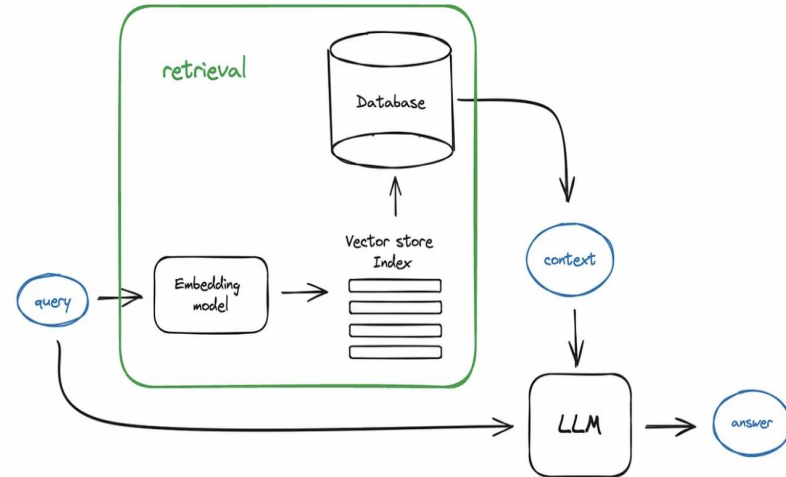 retrieval
Database
Vector store
Index
Embedding
model
query
context
LLM
answer